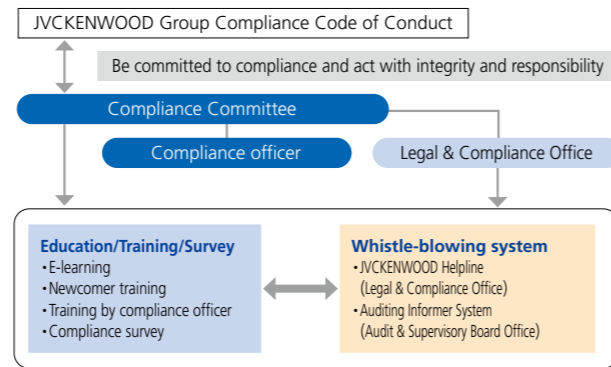 JVCKENWOOD Group Compliance Code of Conduct
Be committed to compliance and act with integrity and responsibility
Compliance Committee
Compliance officer
Legal & Compliance Office
Education/Training/Survey
・E-learning
・Newcomer training
・Training by compliance officer
・Compliance survey
Whistle-blowing system
・JVCKENWOOD Helpline
(Legal & Compliance Office)
・Auditing Informer System
(Audit & Supervisory Board Office)